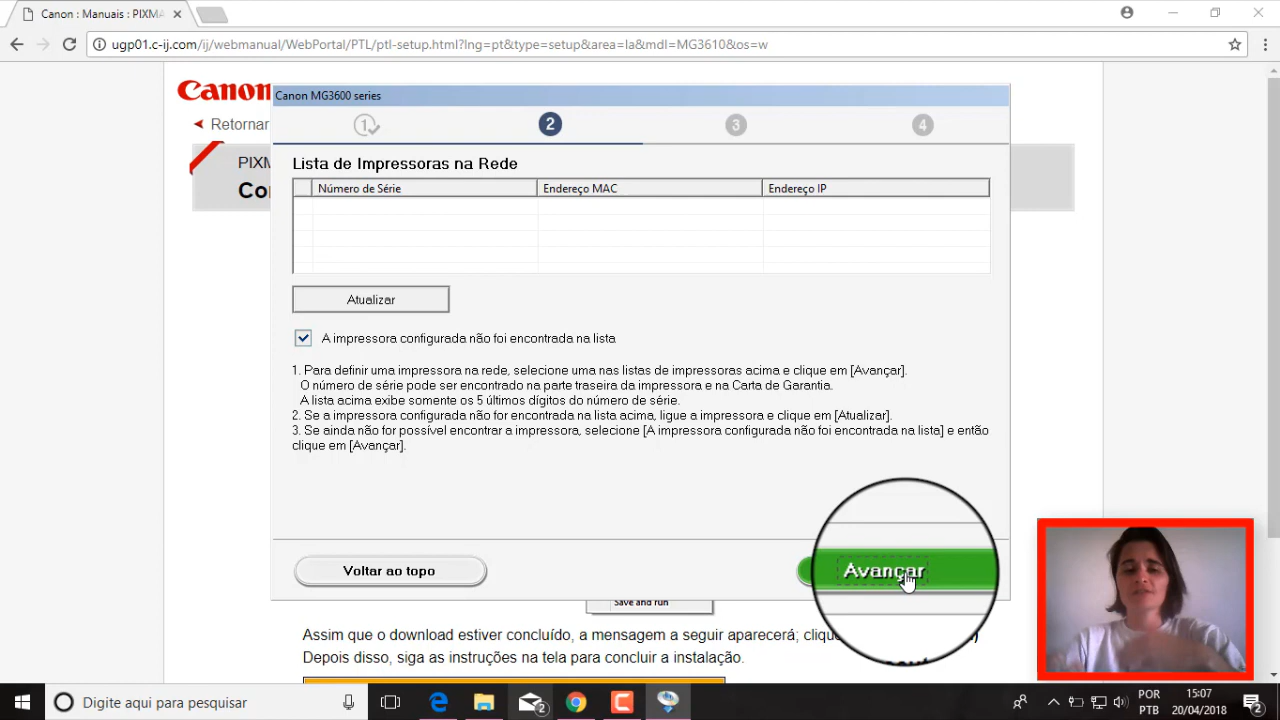 Canon : Manuais : PIXMA
ugp01.c-ij.com/ij/webmanual/WebPortal/PTL/ptl-setup.html?lng=pt&type=setup&area=la&mdl=MG3610&os=w
Canon
Retornar
PIXM
Co
Canon MG3600 series
1
2
3
4
Lista de Impressoras na Rede
Número de Série
Endereço MAC
Endereço IP
Atualizar
A impressora configurada não foi encontrada na lista
1. Para definir uma impressora na rede, selecione uma nas listas de impressoras acima e clique em [Avançar].
O número de série pode ser encontrado na parte traseira da impressora e na Carta de Garantia.
A lista acima exibe somente os 5 últimos dígitos do número de série.
2. Se a impressora configurada não for encontrada na lista acima, ligue a impressora e clique em [Atualizar].
3. Se ainda não for possível encontrar a impressora, selecione [A impressora configurada não foi encontrada na lista] e então
clique em [Avançar].
Voltar ao topo
Avançar
Save and run
Assim que o download estiver concluído, a mensagem a seguir aparecerá; clique
Depois disso, siga as instruções na tela para concluir a instalação.
Digite aqui para pesquisar
2
POR
PTB
15:07
20/04/2018
2